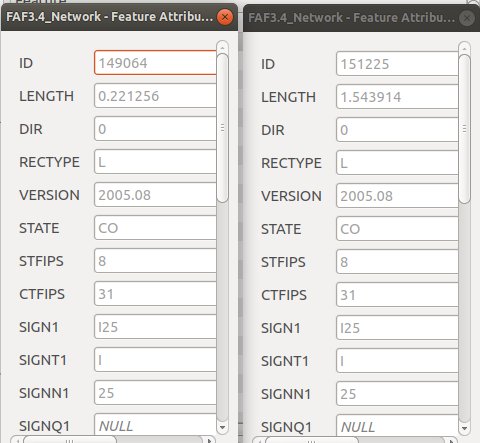 Feature
FAF3.4_Network - Feature Attribu...
ID 149064
LENGTH 0.221256
DIR 0
RECTYPE L
VERSION 2005.08
STATE CO
STFIPS 8
CTFIPS 31
SIGN1 I25
SIGNT1 I
SIGNN1 25
SIGNQ1 NULL
FAF3.4_Network - Feature Attribu...
ID 151225
LENGTH 1.543914
DIR 0
RECTYPE L
VERSION 2005.08
STATE CO
STFIPS 8
CTFIPS 31
SIGN1 I25
SIGNT1 I
SIGNN1 25
SIGNQ1 NULL